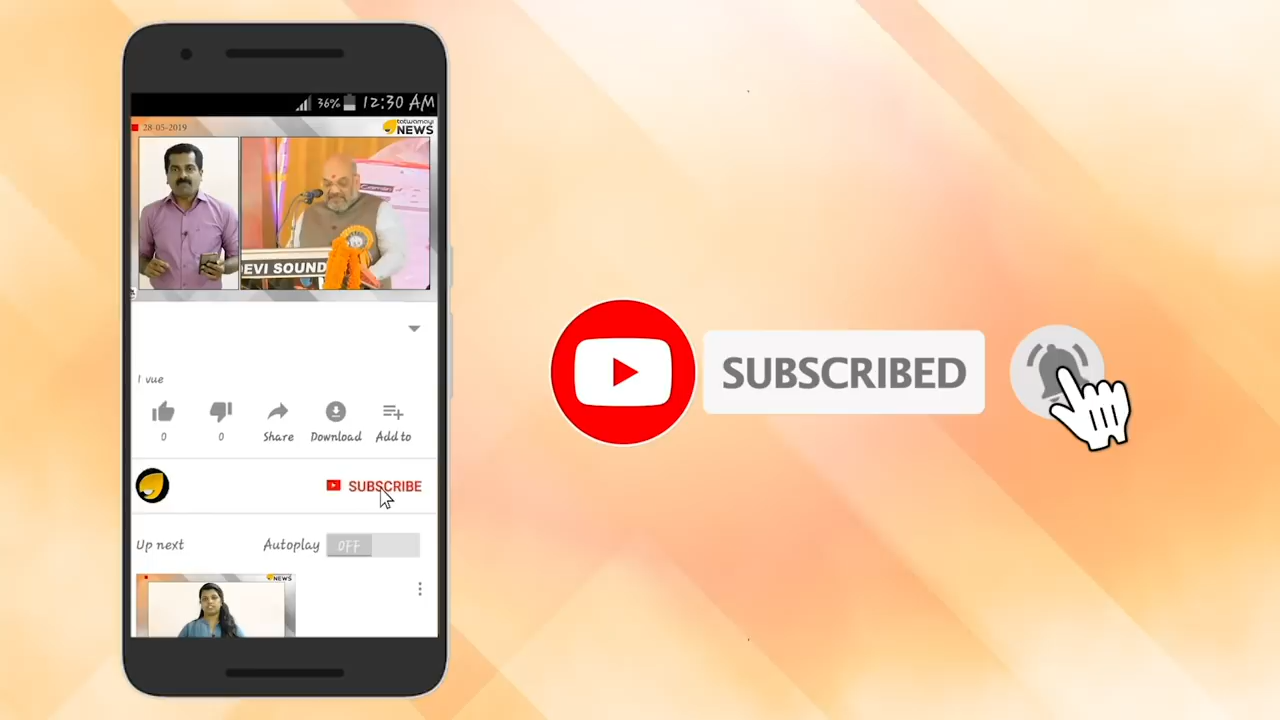 36% 12:30 AM
28-05-2019
tatwamayi
NEWS
DEVI SOUND
1 vue
0
0
Share
Download
Add to
SUBSCRIBE
Up next
Autoplay
OFF
NEWS
SUBSCRIBED